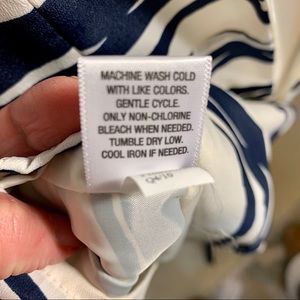 MACHINE WASH COLD
WITH LIKE COLORS.
GENTLE CYCLE.
ONLY NON-CHLORINE
BLEACH WHEN NEEDED.
TUMBLE DRY LOW.
COOL IRON IF NEEDED.